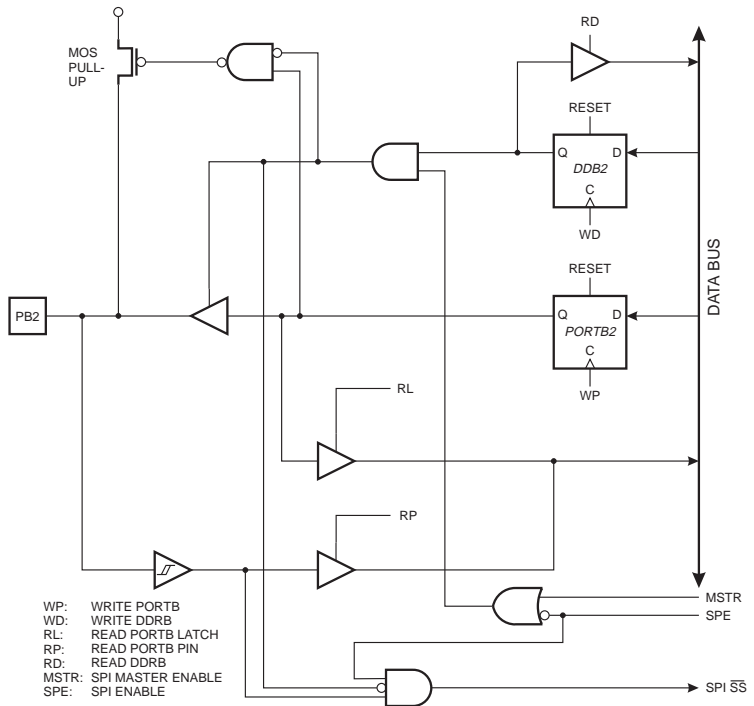 RD
MOS
PULL-
UP
RESET
Q D
DDB2
C
WD
DATA BUS
RESET
PB2
Q D
PORTB2
C
WP
RL
RP
MSTR
SPE
WP: WRITE PORTB
WD: WRITE DDRB
RL: READ PORTB LATCH
RP: READ PORTB PIN
RD: READ DDRB
MSTR: SPI MASTER ENABLE
SPE: SPI ENABLE
SPI S̅S̅